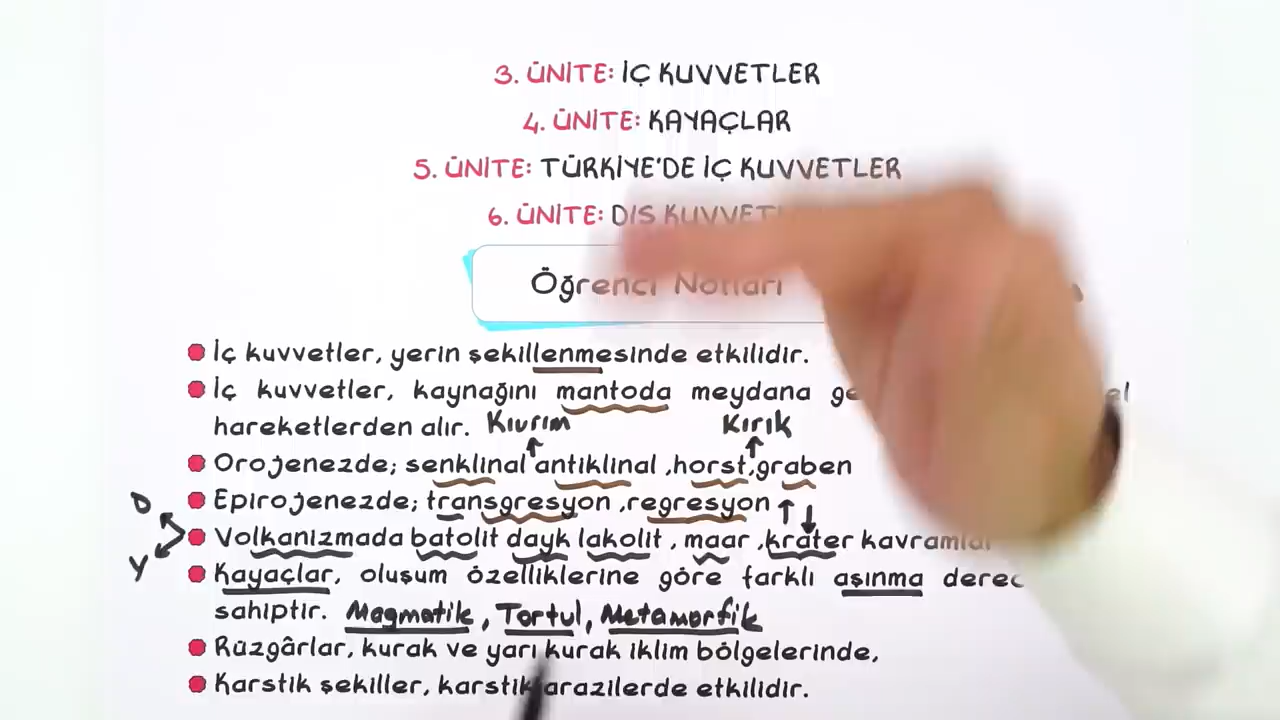 3. ÜNİTE: İÇ KUVVETLER
4. ÜNİTE: KAYAÇLAR
5. ÜNİTE: TÜRKİYE'DE İÇ KUVVETLER
6. ÜNİTE: DIŞ
Öğrenci Notları
İç kuvvetler, yerin şekillenmesinde etkilidir.
İç kuvvetler, kaynağını mantoda meydana
hareketlerden alır. Kıvrım Kırık
Orojenezde; senklinal antiklinal ,horst,graben
Epirojenezde; transgresyon ,regresyon
D
Volkanizmada batolit dayk lakolit , maar ,krater
Y
Kayaçlar, oluşum özelliklerine göre farklı aşınma
sahiptir. Magmatik, Tortul, Metamorfik
Rüzgârlar, kurak ve yarı kurak iklim bölgelerinde,
Karstik şekiller, karstik arazilerde etkilidir.